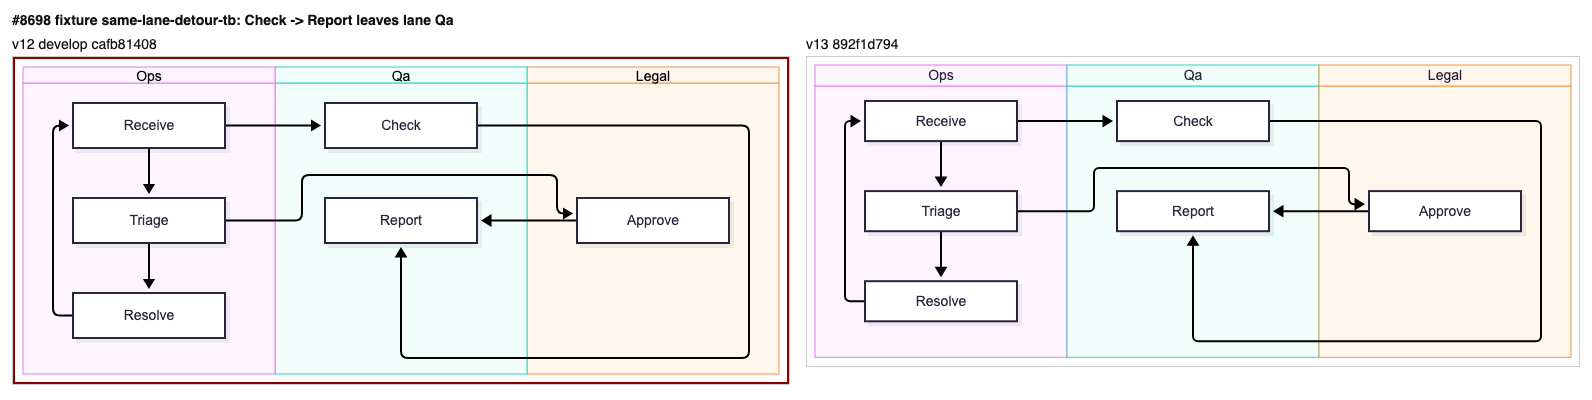 #8698 fixture same-lane-detour-tb: Check -> Report leaves lane Qa
v12 develop cafb81408
Ops Qa Legal
Receive Check
Triage Report Approve
Resolve
v13 892f1d794
Ops Qa Legal
Receive Check
Triage Report Approve
Resolve